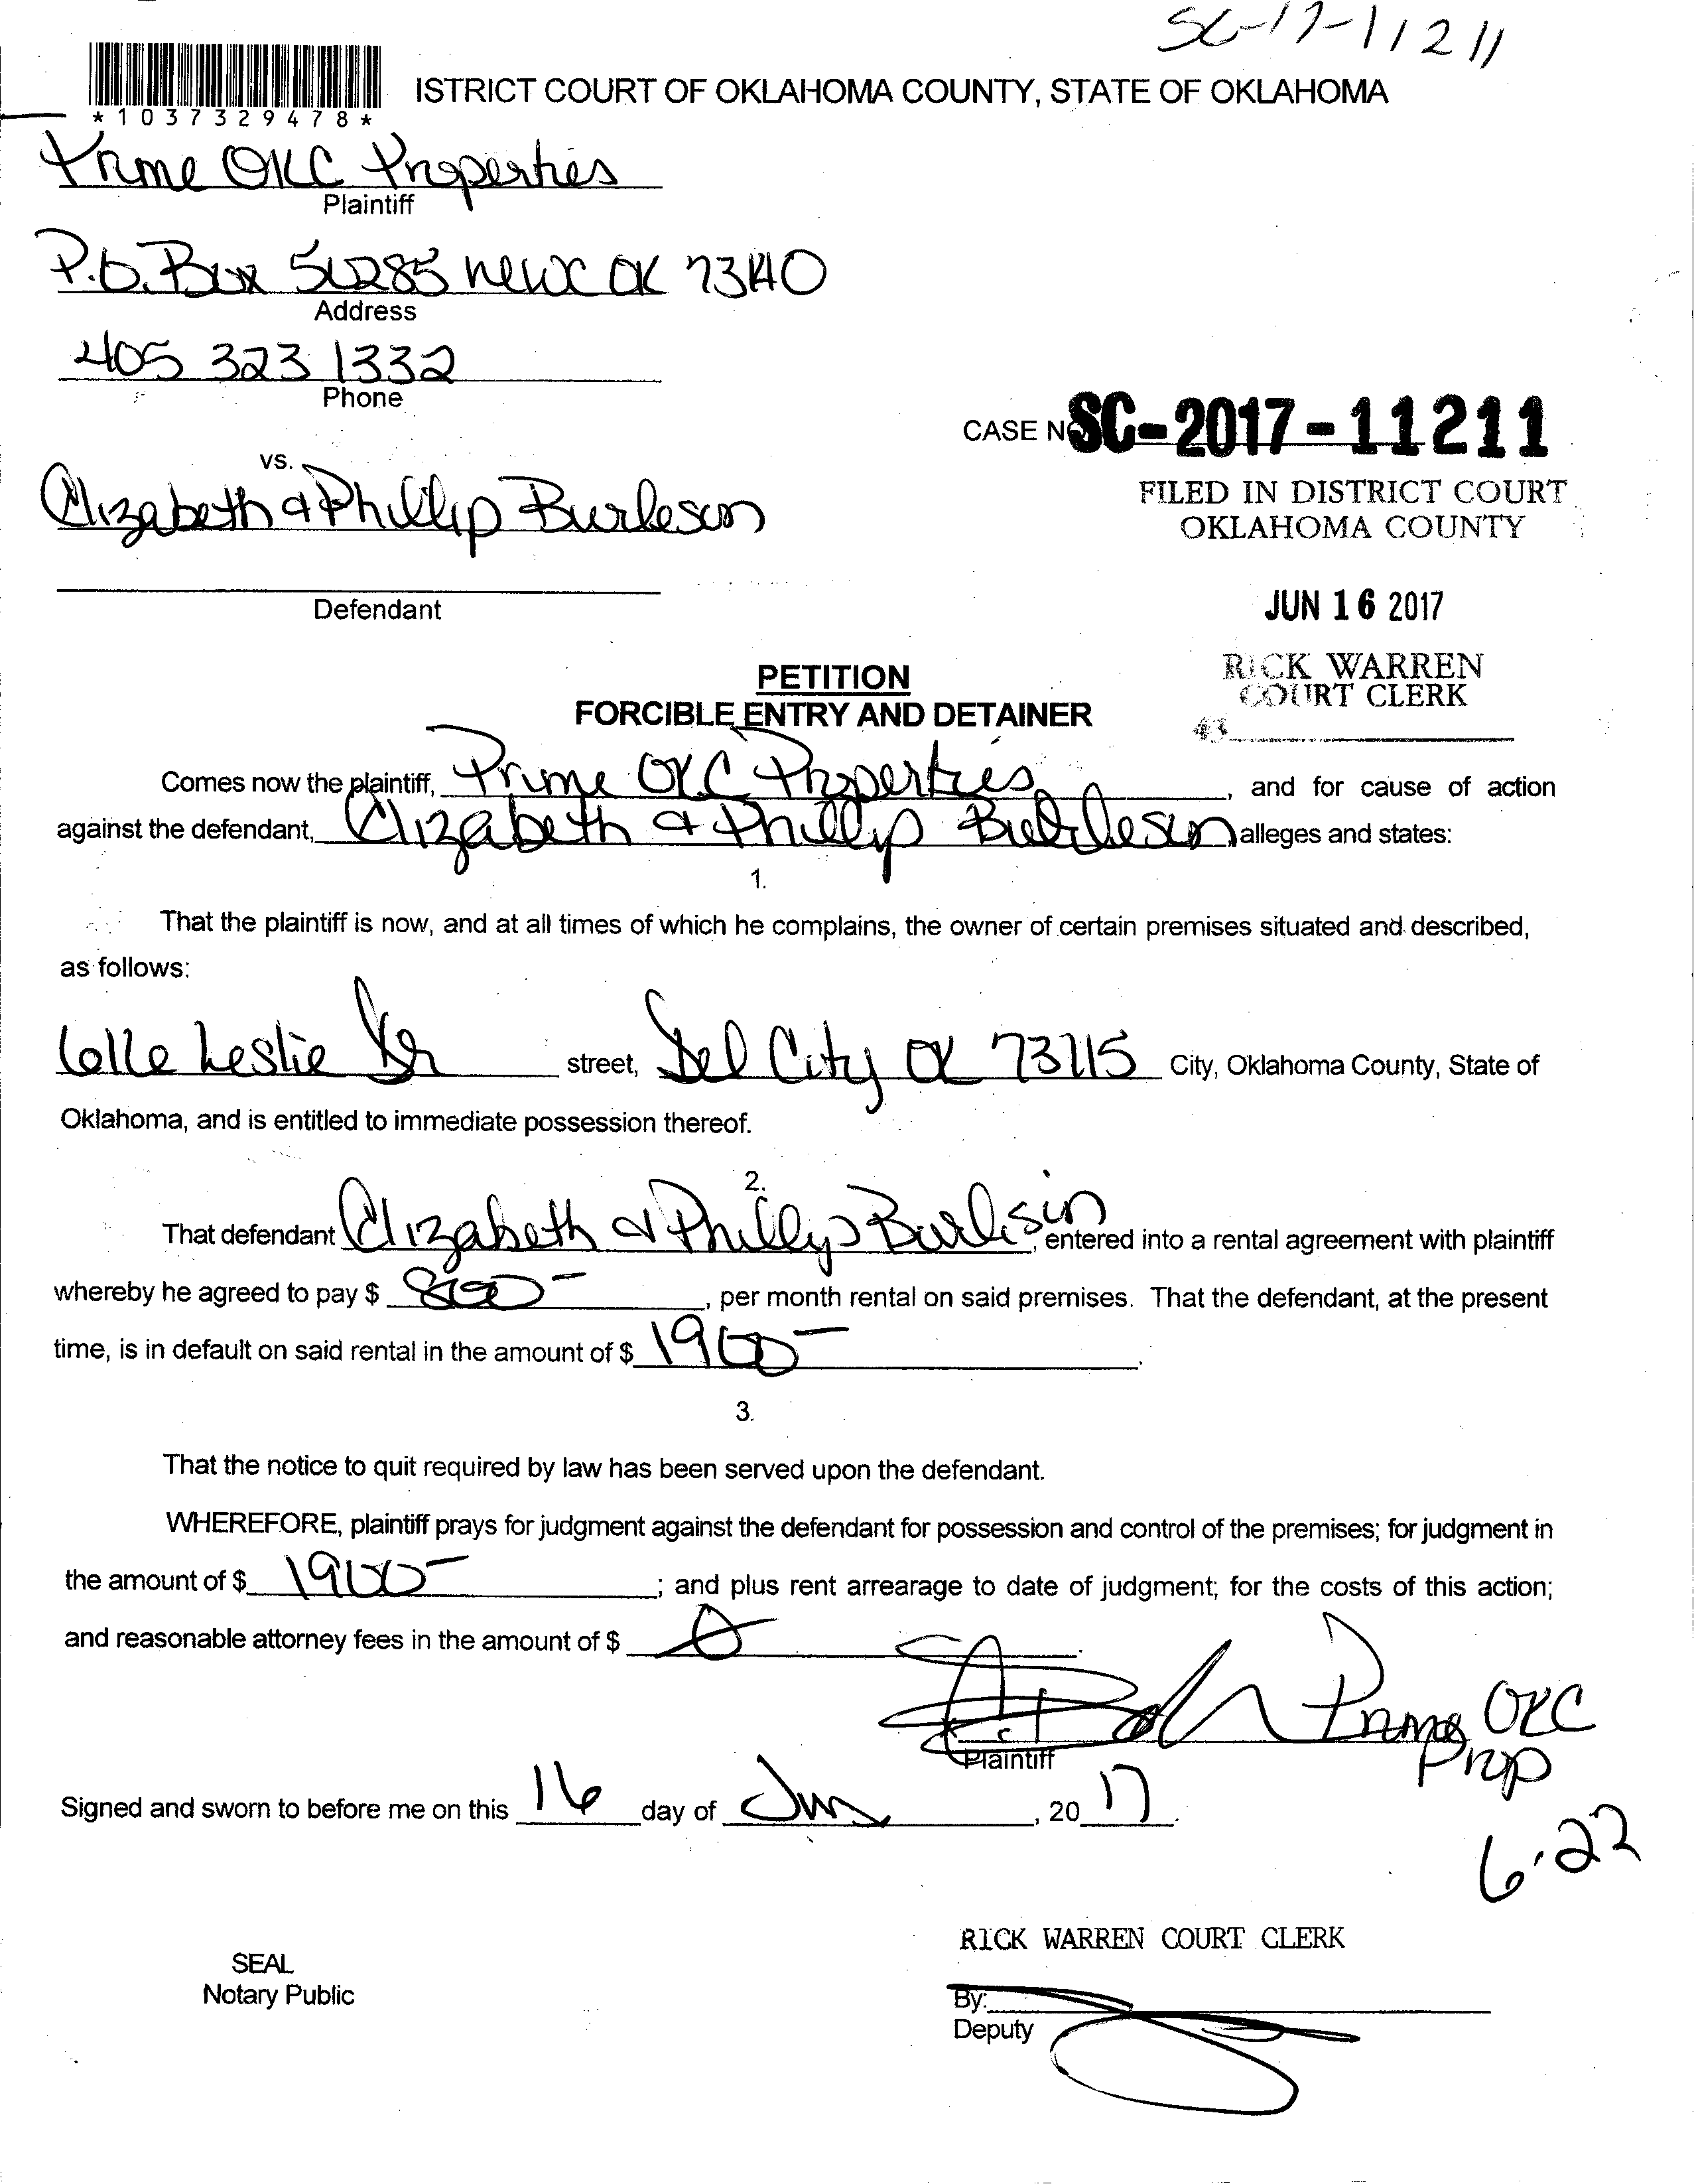 SC-17-11211
ISTRICT COURT OF OKLAHOMA COUNTY, STATE OF OKLAHOMA
*1037329478*
Prime OKC Properties
Plaintiff
P.O. Box OK 73140
Address
405 323 1332
Phone
CASE NO SC-2017-11211
vs.
FILED IN DISTRICT COURT
OKLAHOMA COUNTY
Elizabeth & Phillip Burleson
JUN 16 2017
Defendant
RICK WARREN
COURT CLERK
PETITION
FORCIBLE ENTRY AND DETAINER
Comes now the plaintiff, Prime OKC Properties, and for cause of action
against the defendant, Elizabeth & Phillip Burleson, alleges and states:
1.
That the plaintiff is now, and at all times of which he complains, the owner of certain premises situated and described,
as follows:
Leslie Dr street, Del City OK 73115 City, Oklahoma County, State of
Oklahoma, and is entitled to immediate possession thereof.
2.
That defendant Elizabeth & Phillip Burleson, entered into a rental agreement with plaintiff
whereby he agreed to pay $ , per month rental on said premises. That the defendant, at the present
time, is in default on said rental in the amount of $ 1900-.
3.
That the notice to quit required by law has been served upon the defendant.
WHEREFORE, plaintiff prays for judgment against the defendant for possession and control of the premises; for judgment in
the amount of $ 1900- ; and plus rent arrearage to date of judgment; for the costs of this action;
and reasonable attorney fees in the amount of $ 0.
Prime OKC
Prop
Plaintiff
Signed and sworn to before me on this 16 day of Jun, 20 17.
6.22
RICK WARREN COURT CLERK
SEAL
Notary Public
By:
Deputy